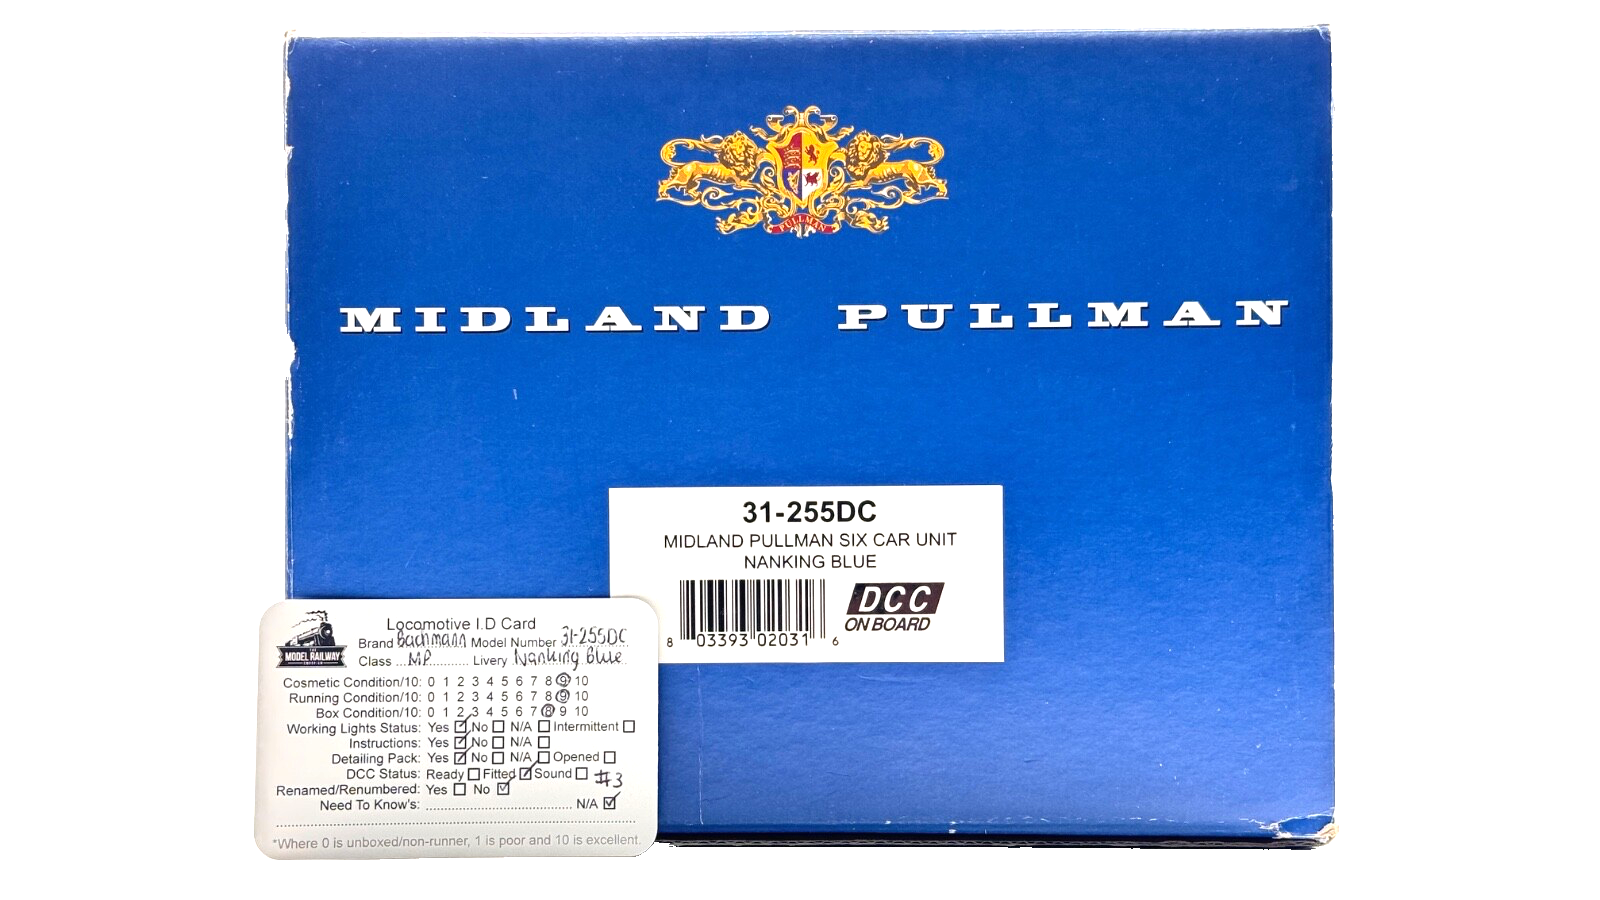 PULLMAN
MIDLAND PULLMAN
31-255DC
MIDLAND PULLMAN SIX CAR UNIT
NANKING BLUE
DCC
ON BOARD
8 03393 02031 6
THE
MODEL RAILWAY
Locomotive I.D Card
Brand Bachmann Model Number 31-255DC
Class MP Livery Nanking Blue
Cosmetic Condition/10: 0 1 2 3 4 5 6 7 8 9 10
Running Condition/10: 0 1 2 3 4 5 6 7 8 9 10
Box Condition/10: 0 1 2 3 4 5 6 7 8 9 10
Working Lights Status: Yes No N/A Intermittent
Instructions: Yes No N/A
Detailing Pack: Yes No N/A Opened
DCC Status: Ready Fitted Sound #3
Renamed/Renumbered: Yes No
Need To Know's: N/A
*Where 0 is unboxed/non-runner, 1 is poor and 10 is excellent.